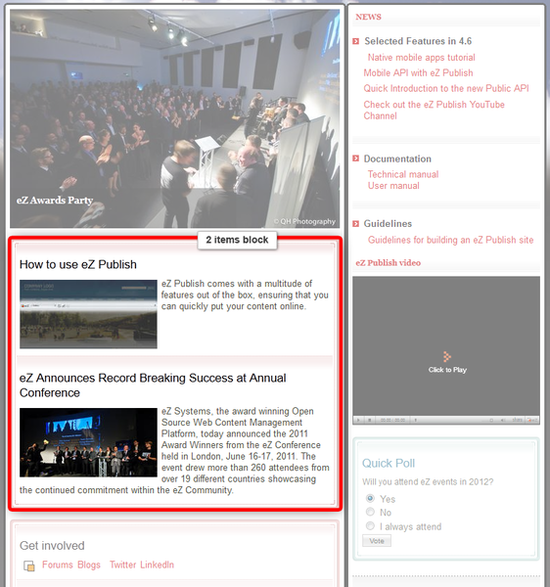 eZ Awards Party
© QH Photography
2 items block
How to use eZ Publish
eZ Publish comes with a multitude of
features out of the box, ensuring that you
can quickly put your content online.
eZ Announces Record Breaking Success at Annual
Conference
eZ Systems, the award winning Open
Source Web Content Management
Platform, today announced the 2011
Award Winners from the eZ Conference
held in London, June 16-17, 2011. The
event drew more than 260 attendees from
over 19 different countries showcasing
the continued commitment within the eZ Community.
Get involved
Forums Blogs Twitter LinkedIn
NEWS
Selected Features in 4.6
Native mobile apps tutorial
Mobile API with eZ Publish
Quick Introduction to the new Public API
Check out the eZ Publish YouTube
Channel
Documentation
Technical manual
User manual
Guidelines
Guidelines for building an eZ Publish site
eZ Publish video
Click to Play
Quick Poll
Will you attend eZ events in 2012?
Yes
No
I always attend
Vote